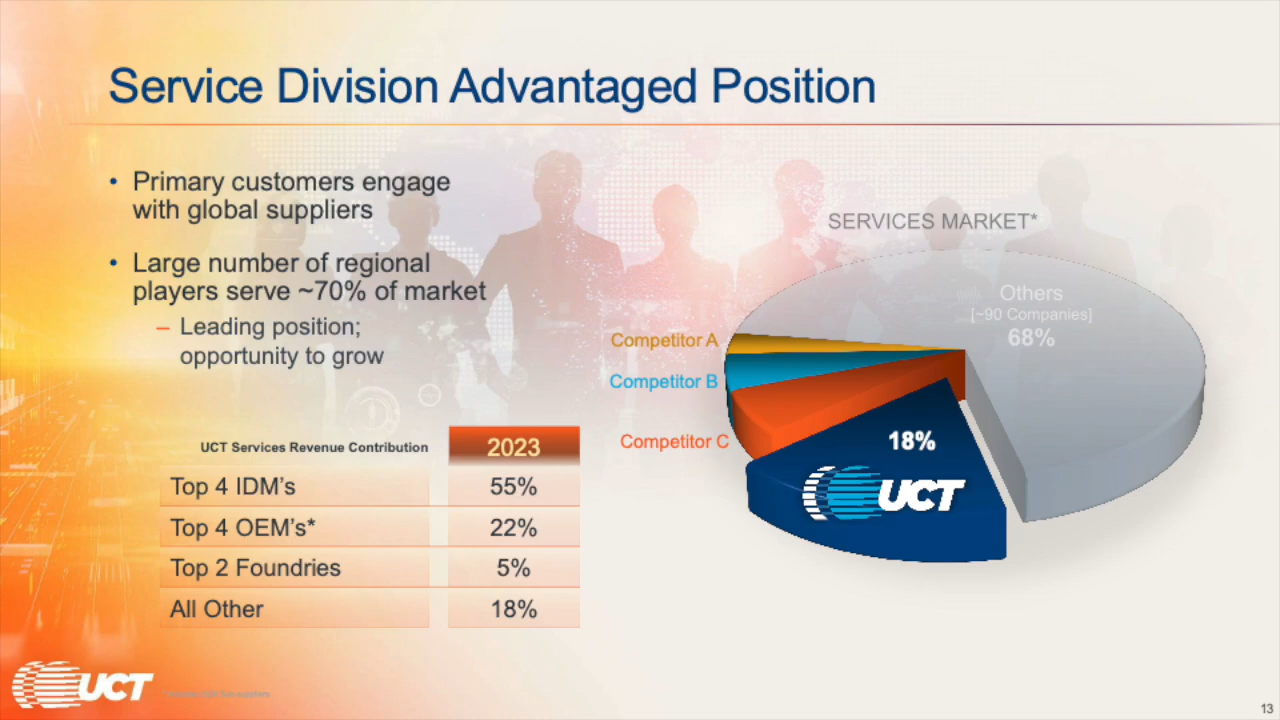 Service Division Advantaged Position
• Primary customers engage
with global suppliers
• Large number of regional
players serve ~70% of market
– Leading position;
opportunity to grow
UCT Services Revenue Contribution 2023
Top 4 IDM’s 55%
Top 4 OEM’s* 22%
Top 2 Foundries 5%
All Other 18%
SERVICES MARKET*
Others
[~90 Companies]
68%
Competitor A
Competitor B
Competitor C
18%
UCT
UCT
13